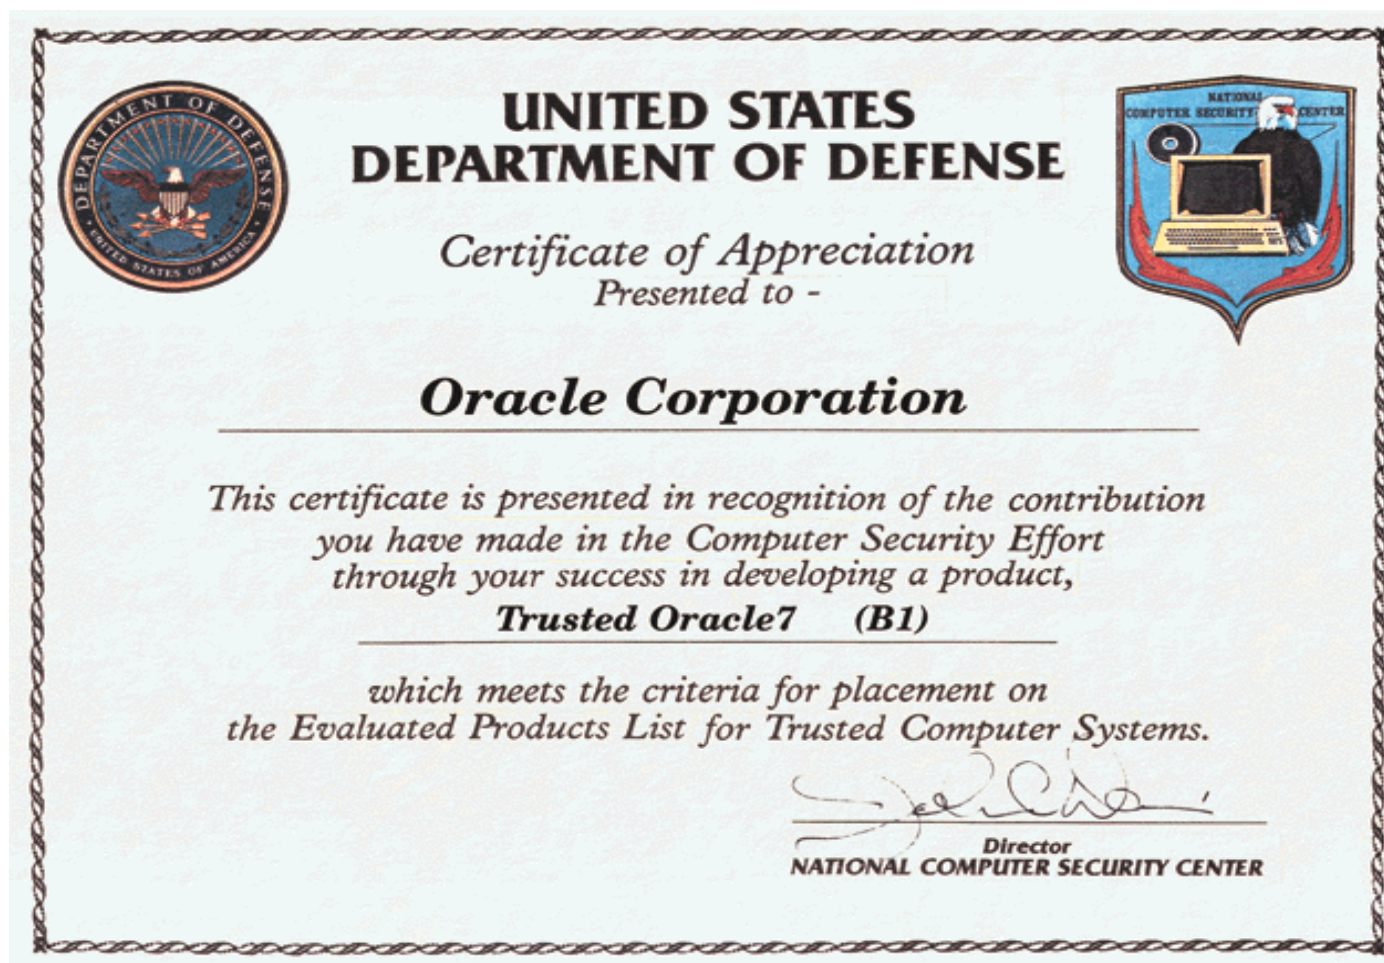 DEPARTMENT OF DEFENSE
UNITED STATES OF AMERICA
UNITED STATES
DEPARTMENT OF DEFENSE
NATIONAL
COMPUTER SECURITY CENTER
Certificate of Appreciation
Presented to -
Oracle Corporation
This certificate is presented in recognition of the contribution
you have made in the Computer Security Effort
through your success in developing a product,
Trusted Oracle7 (B1)
which meets the criteria for placement on
the Evaluated Products List for Trusted Computer Systems.
Director
NATIONAL COMPUTER SECURITY CENTER